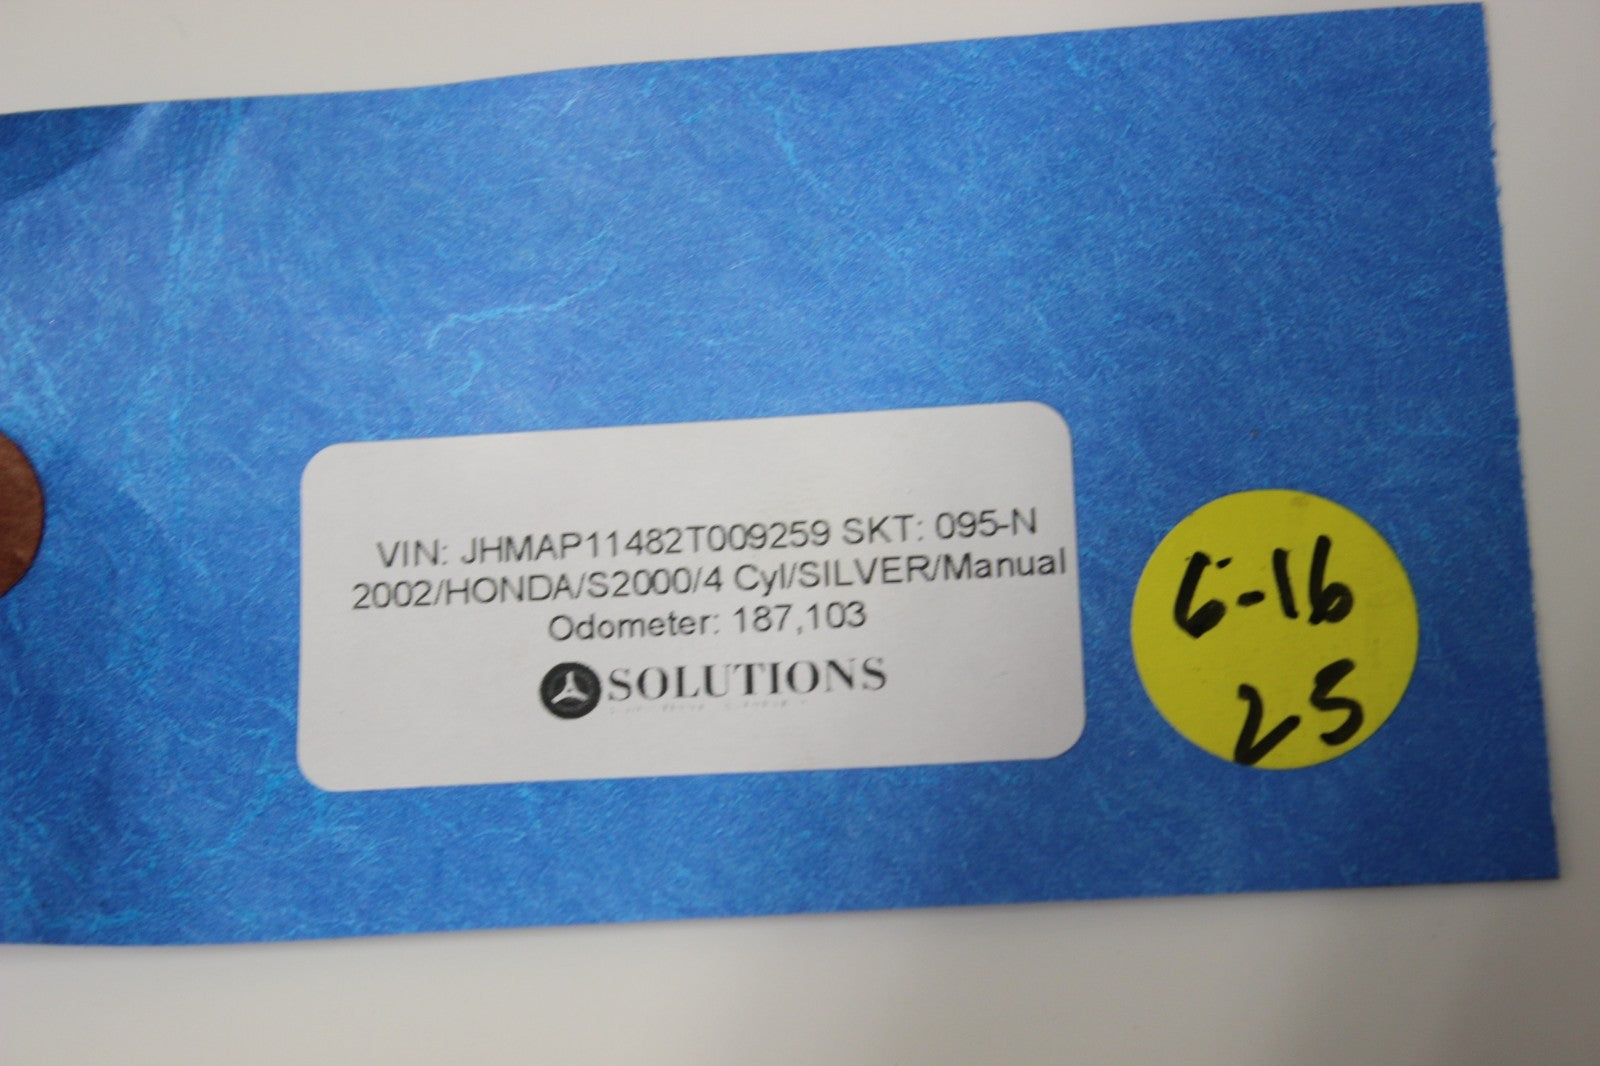 VIN: JHMAP11482T009259 SKT: 095-N
2002/HONDA/S2000/4 Cyl/SILVER/Manual
Odometer: 187,103
SOLUTIONS
6-16
25